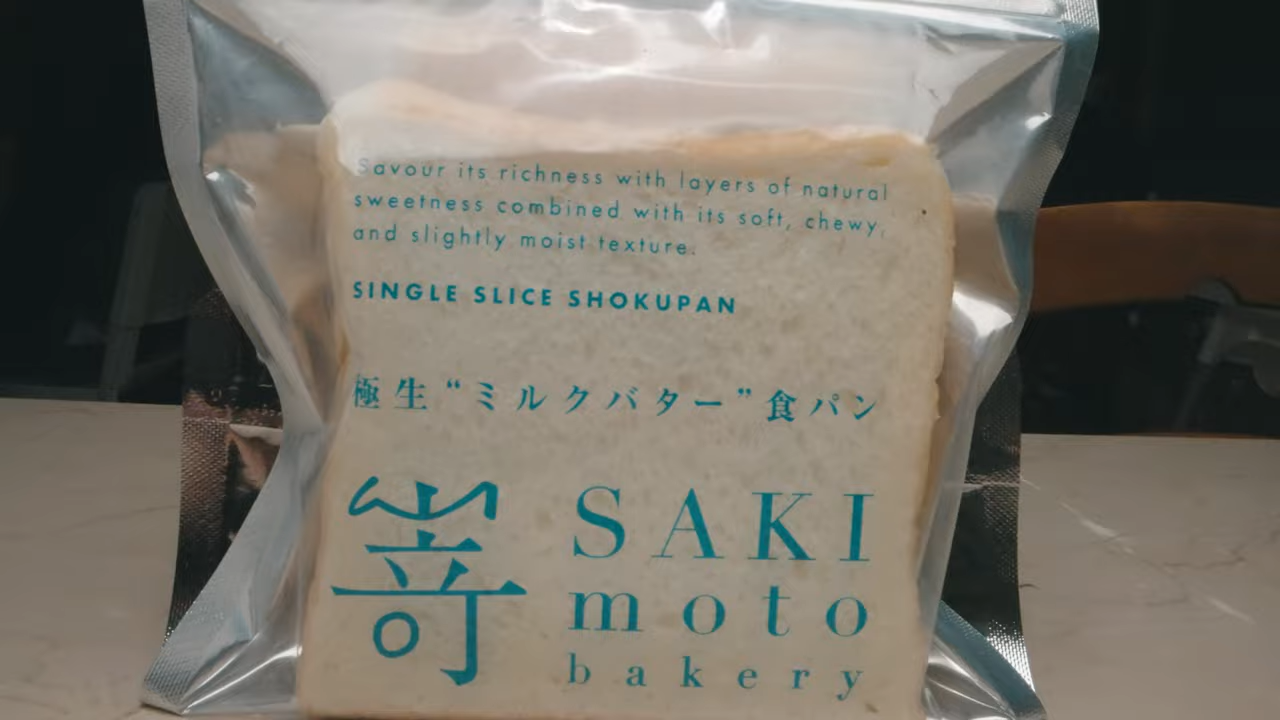 Savour its richness with layers of natural
sweetness combined with its soft, chewy,
and slightly moist texture.
SINGLE SLICE SHOKUPAN
極生“ミルクバター”食パン
嵜
SAKI
moto
bakery